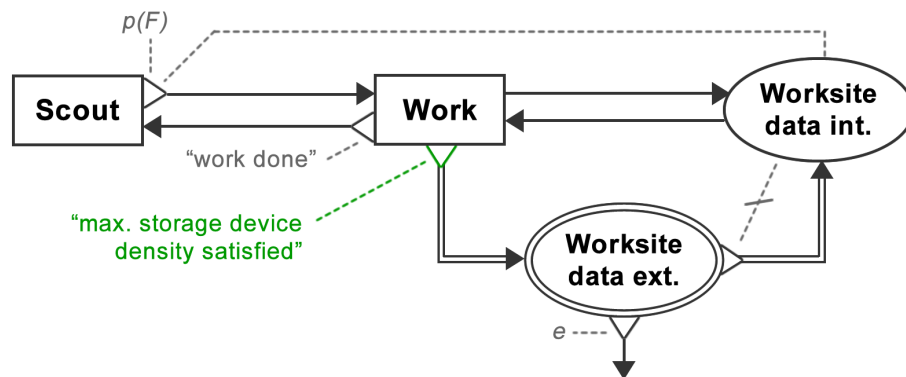 p(F)
Scout
Work
Worksite
data int.
“work done”
“max. storage device
density satisfied”
Worksite
data ext.
e